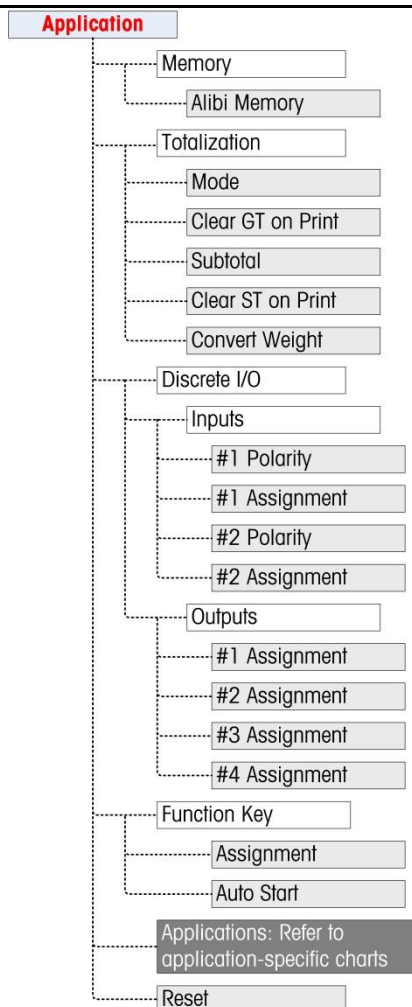 Application
Memory
Alibi Memory
Totalization
Mode
Clear GT on Print
Subtotal
Clear ST on Print
Convert Weight
Discrete I/O
Inputs
#1 Polarity
#1 Assignment
#2 Polarity
#2 Assignment
Outputs
#1 Assignment
#2 Assignment
#3 Assignment
#4 Assignment
Function Key
Assignment
Auto Start
Applications: Refer to
application-specific charts
Reset